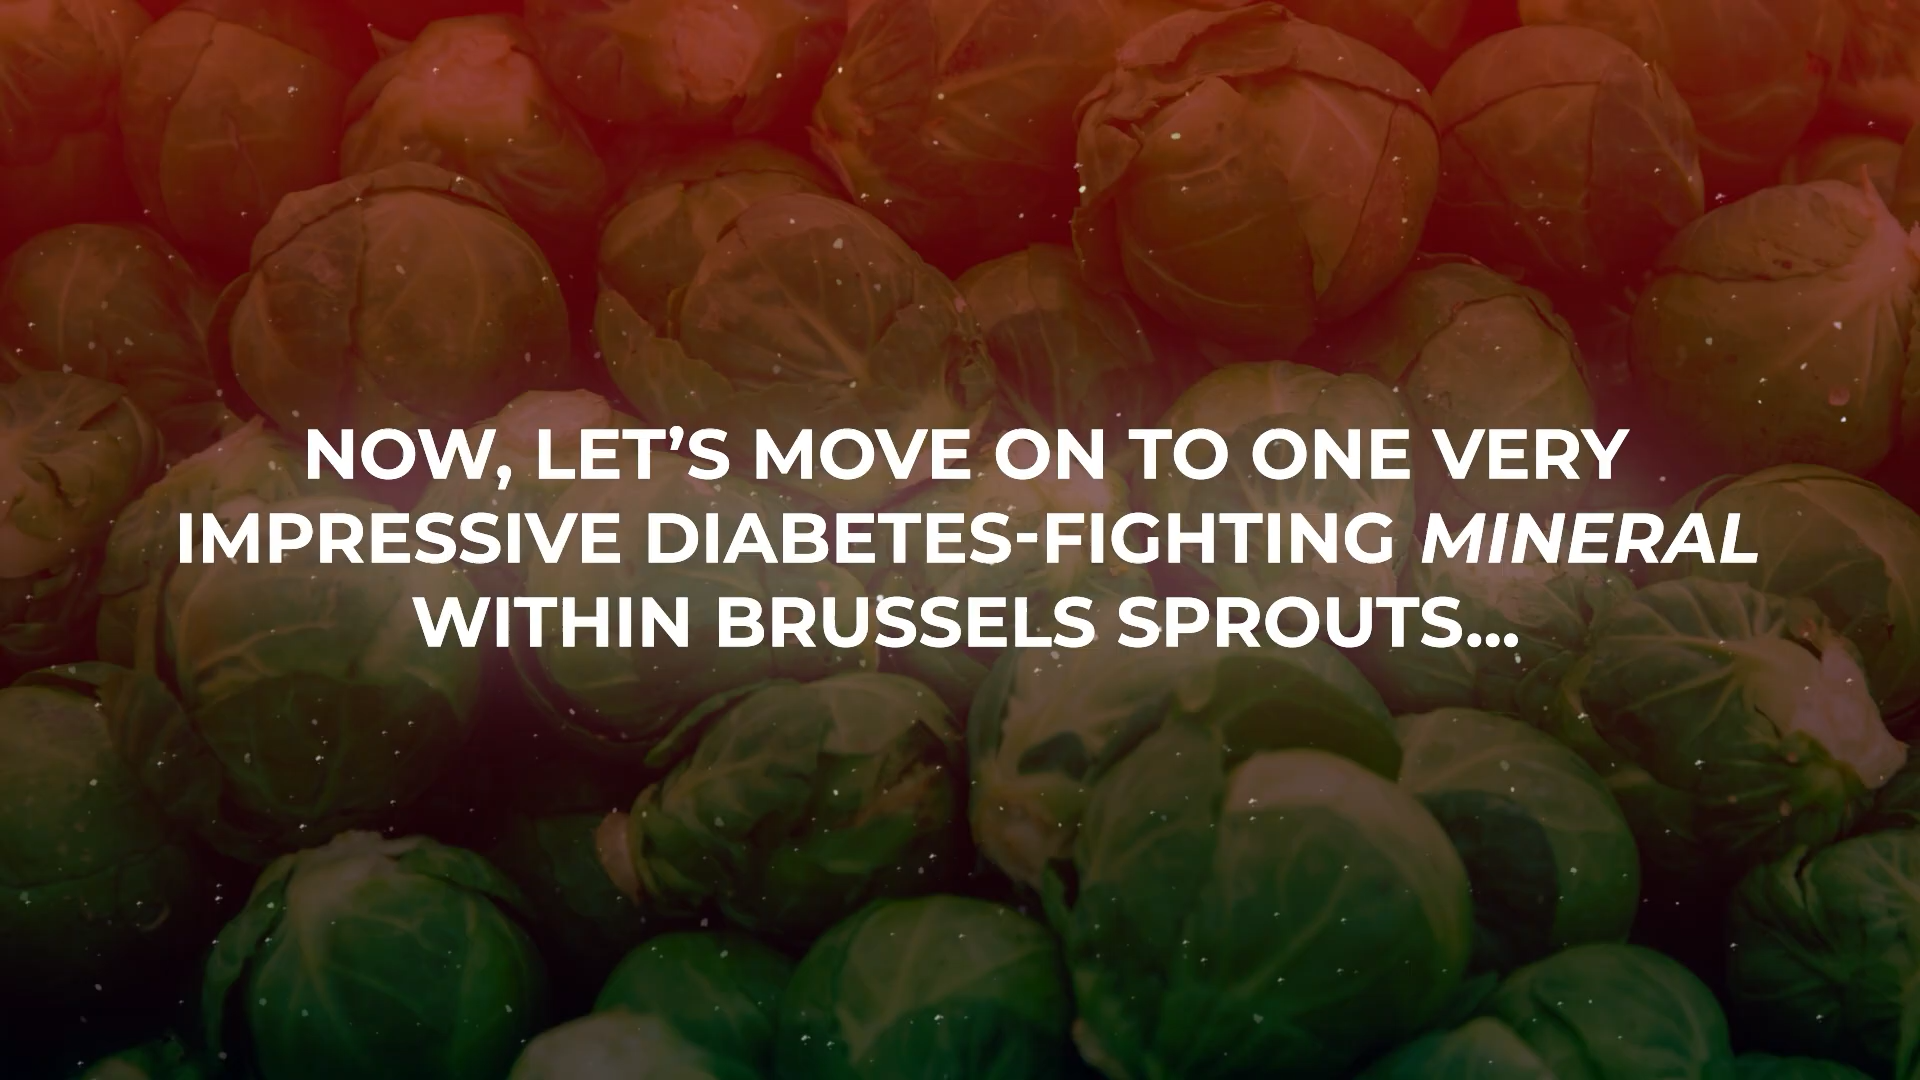 NOW, LET’S MOVE ON TO ONE VERY
IMPRESSIVE DIABETES-FIGHTING MINERAL
WITHIN BRUSSELS SPROUTS...